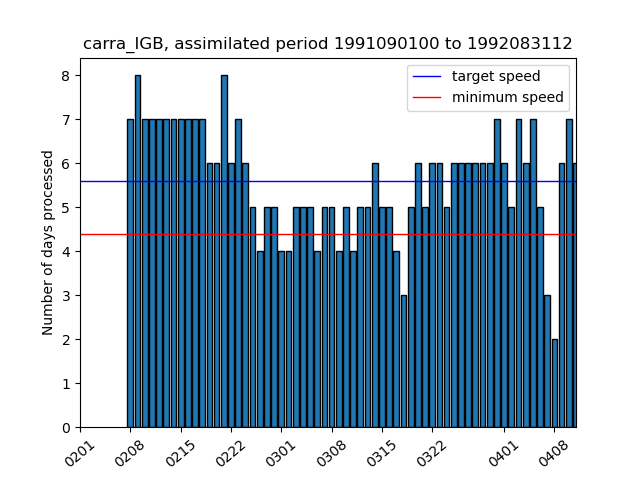 carra_IGB, assimilated period 1991090100 to 1992083112
target speed
minimum speed
Number of days processed
8
7
6
5
4
3
2
1
0
0201 0208 0215 0222 0301 0308 0315 0322 0401 0408